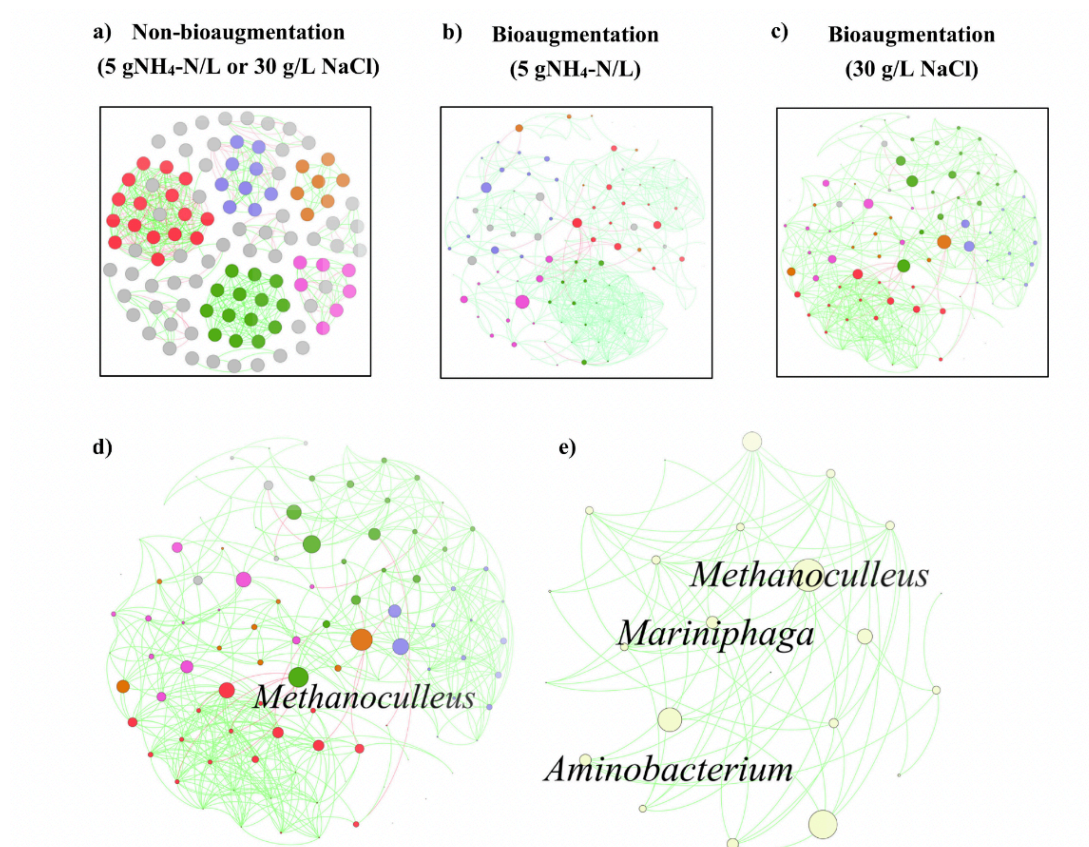 a) Non-bioaugmentation
(5 gNH₄-N/L or 30 g/L NaCl)
b) Bioaugmentation
(5 gNH₄-N/L)
c) Bioaugmentation
(30 g/L NaCl)
d)
Methanoculleus
e)
Methanoculleus
Mariniphaga
Aminobacterium